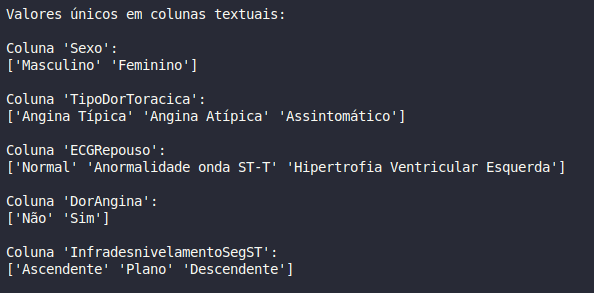 Valores únicos em colunas textuais:
Coluna 'Sexo':
['Masculino' 'Feminino']
Coluna 'TipoDorToracica':
['Angina Típica' 'Angina Atípica' 'Assintomático']
Coluna 'ECGRepouso':
['Normal' 'Anormalidade onda ST-T' 'Hipertrofia Ventricular Esquerda']
Coluna 'DorAngina':
['Não' 'Sim']
Coluna 'InfradesnivelamentoSegST':
['Ascendente' 'Plano' 'Descendente']